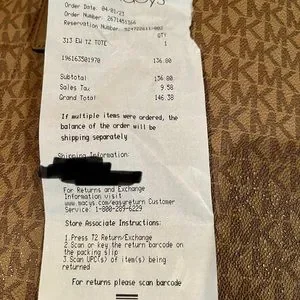 Order Date: 04/03/23
Order Number: 2671451366
QTY
313 EW TZ TOTE 1
196163501970 136.00
Subtotal 136.00
Sales Tax 9.58
Grand Total 146.38
If multiple items were ordered, the
balance of the order will be
shipping separately
Shipping Information:
For Returns and Exchange
Information visit
www.macys.com/easyreturn Customer
Service: 1-800-289-6229
Store Associate Instructions:
1.Press T2 Return/Exchange
2.Scan or key the return barcode on
the packing slip
3.Scan UPC(s) of item(s) being
returned
For returns please scan barcode